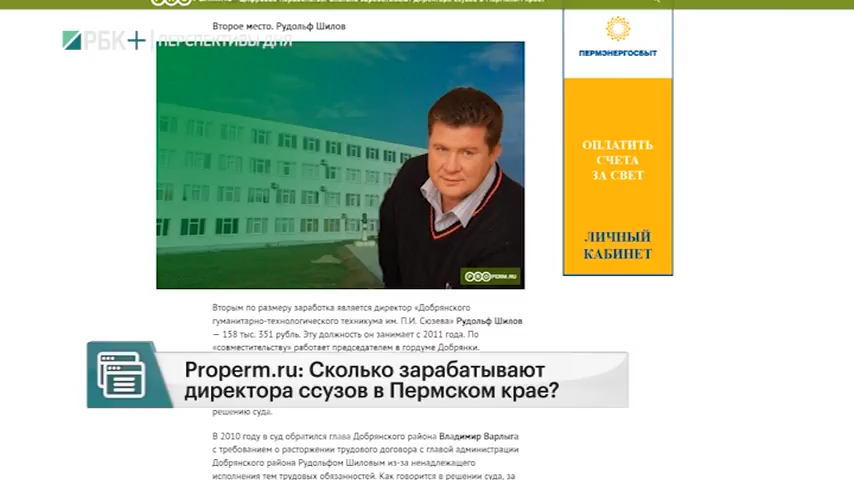 Второе место. Рудольф Шилов
РБК+ ПЕРСПЕКТИВЫ ДНЯ
ПЕРМЭНЕРГОСБЫТ
ОПЛАТИТЬ
СЧЕТА
ЗА СВЕТ
ЛИЧНЫЙ
КАБИНЕТ
PROPERM.RU
Вторым по размеру заработка является директор «Добрянского
гуманитарно-технологического техникума им. П.И. Сюзева» Рудольф Шилов
— 158 тыс. 351 рубль. Эту должность он занимает с 2011 года. По
«совместительству» работает председателем в гордуме Добрянки.
Properm.ru: Сколько зарабатывают
директора ссузов в Пермском крае?
решению суда.
В 2010 году в суд обратился глава Добрянского района Владимир Варлыга
с требованием о расторжении трудового договора с главой администрации
Добрянского района Рудольфом Шиловым из-за ненадлежащего
исполнения тем трудовых обязанностей. Как говорится в решении суда, за